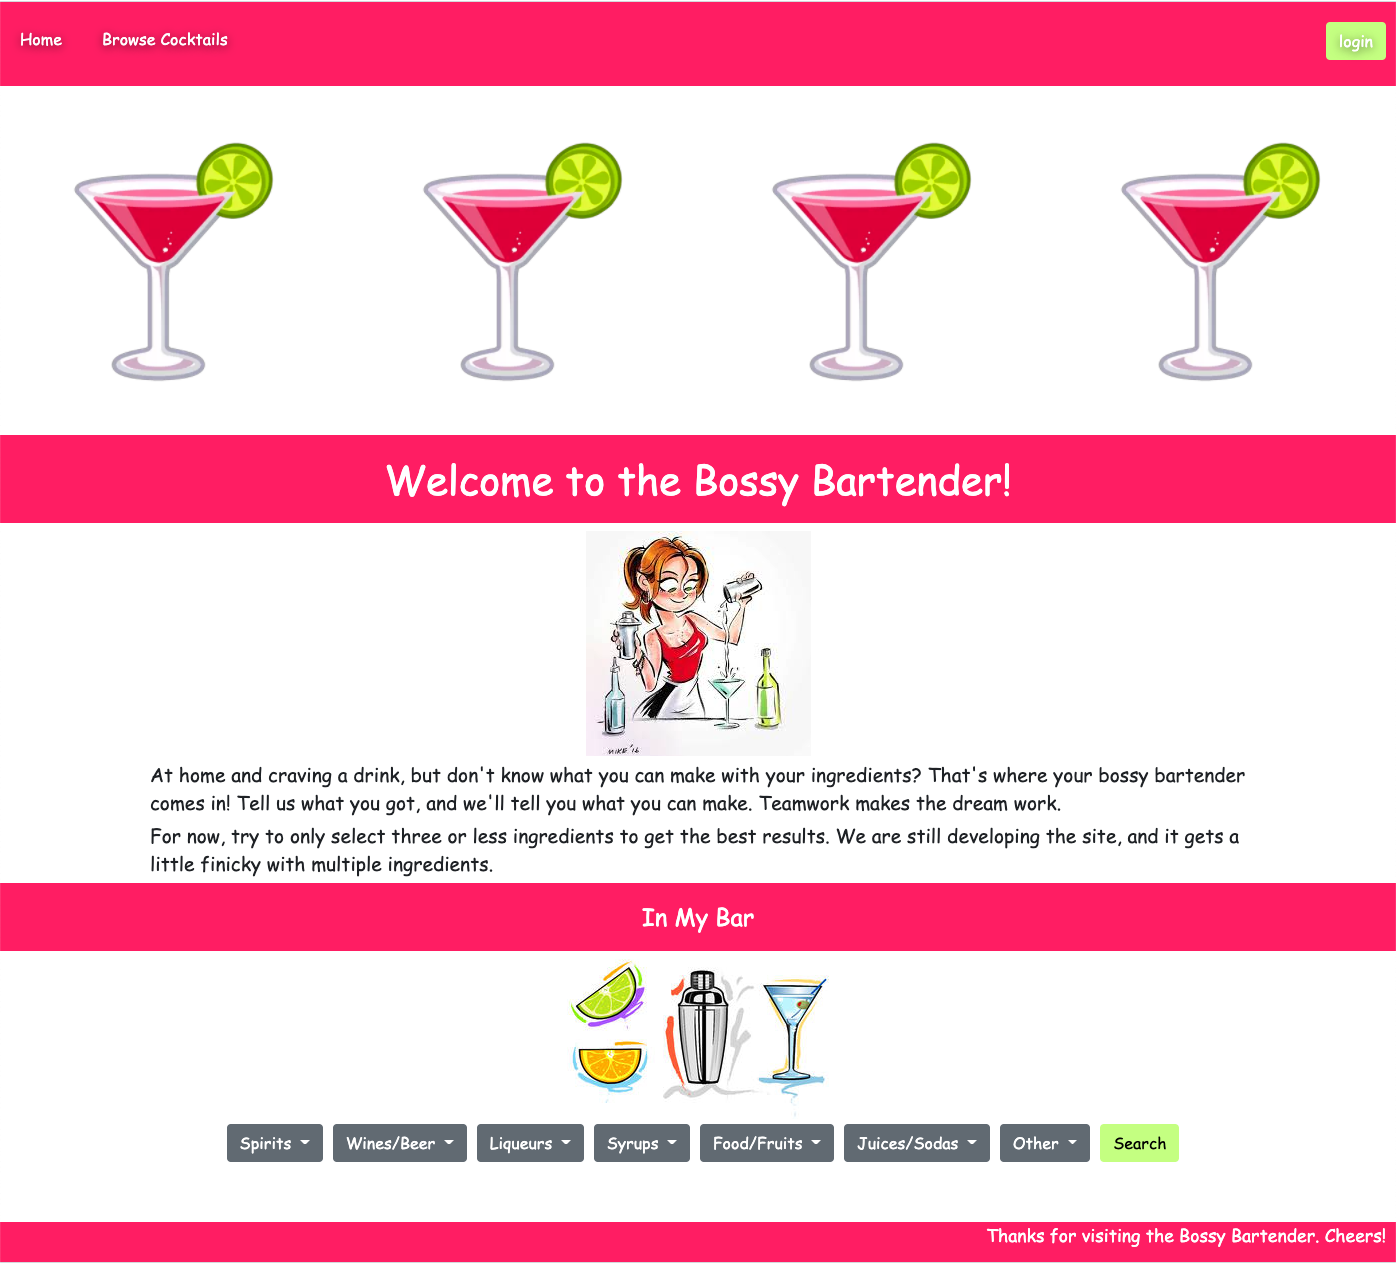 Home
Browse Cocktails
login
Welcome to the Bossy Bartender!
MIKE '16
At home and craving a drink, but don't know what you can make with your ingredients? That's where your bossy bartender
comes in! Tell us what you got, and we'll tell you what you can make. Teamwork makes the dream work.
For now, try to only select three or less ingredients to get the best results. We are still developing the site, and it gets a
little finicky with multiple ingredients.
In My Bar
Spirits
Wines/Beer
Liqueurs
Syrups
Food/Fruits
Juices/Sodas
Other
Search
Thanks for visiting the Bossy Bartender. Cheers!